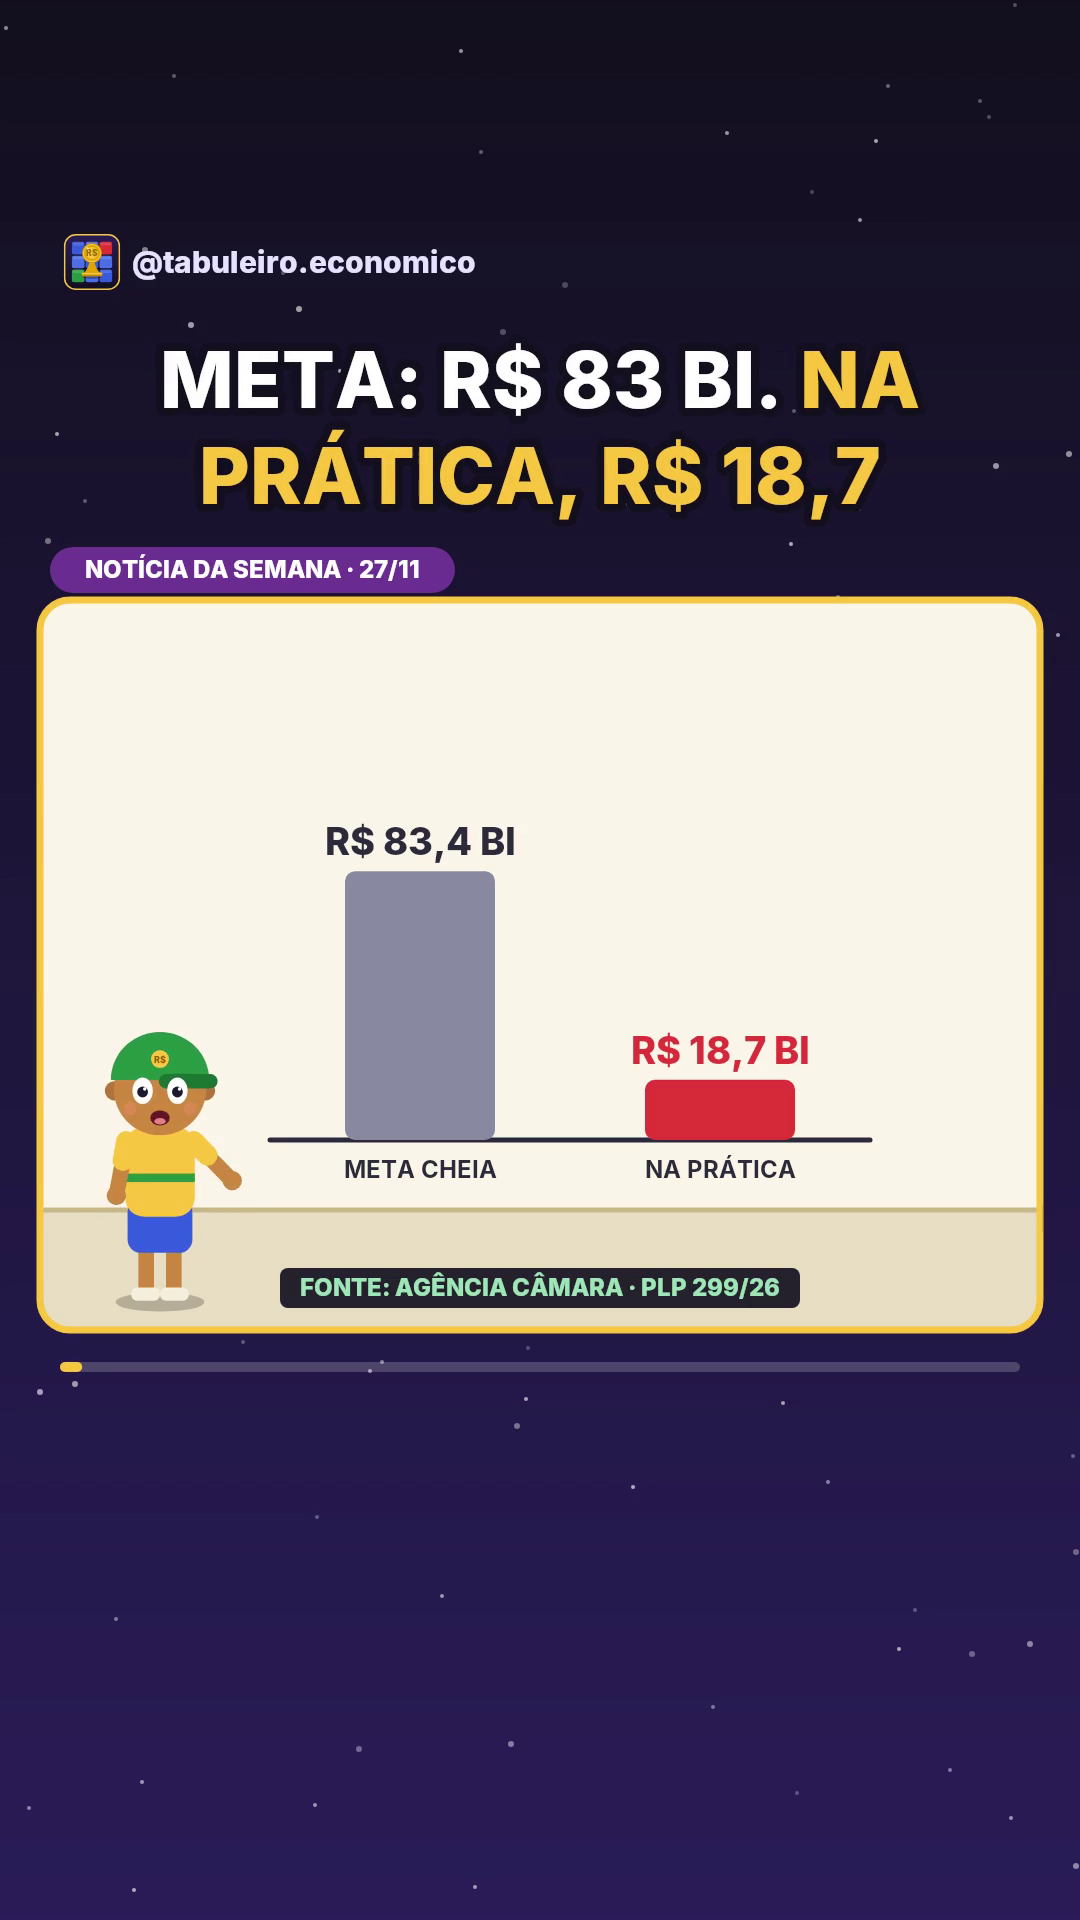 R$
@tabuleiro.economico
META: R$ 83 BI. NA
PRÁTICA, R$ 18,7
NOTÍCIA DA SEMANA · 27/11
R$ 83,4 BI
R$ 18,7 BI
R$
META CHEIA
NA PRÁTICA
FONTE: AGÊNCIA CÂMARA · PLP 299/26